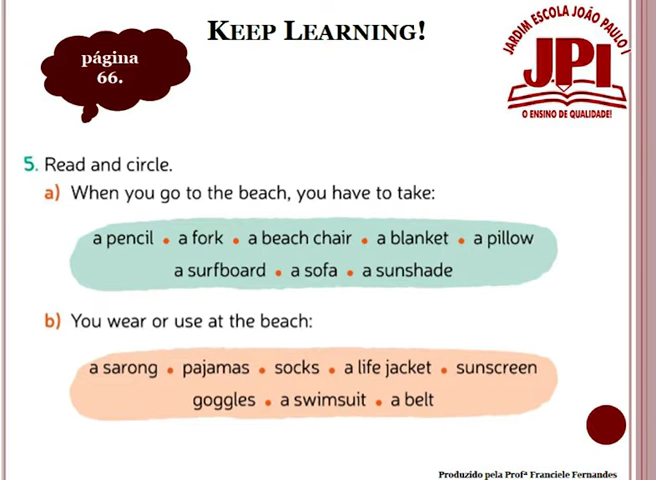 KEEP LEARNING!
página
66.
JARDIM ESCOLA JOÃO PAULO I
JPI
O ENSINO DE QUALIDADE!
5. Read and circle.
a) When you go to the beach, you have to take:
a pencil • a fork • a beach chair • a blanket • a pillow
a surfboard • a sofa • a sunshade
b) You wear or use at the beach:
a sarong • pajamas • socks • a life jacket • sunscreen
goggles • a swimsuit • a belt
Produzido pela Profª Franciele Fernandes